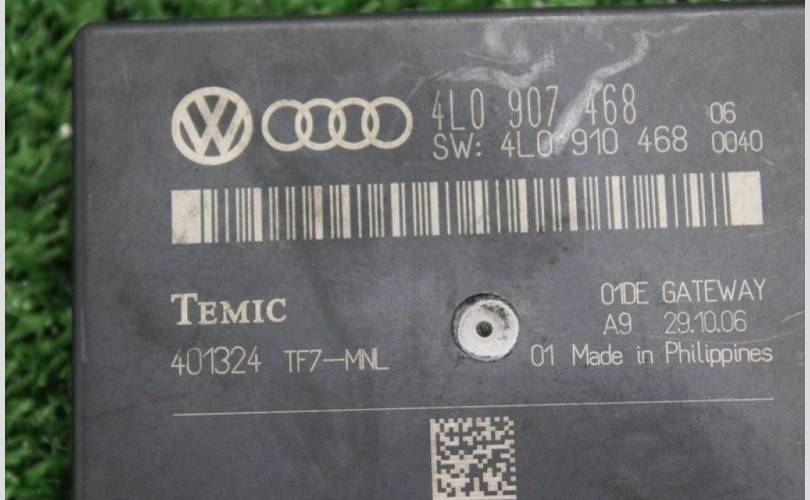 4L0 907 468 06
SW: 4L0 910 468 0040
TEMIC
01DE GATEWAY
A9 29.10.06
401324 TF7-MNL
01 Made in Philippines